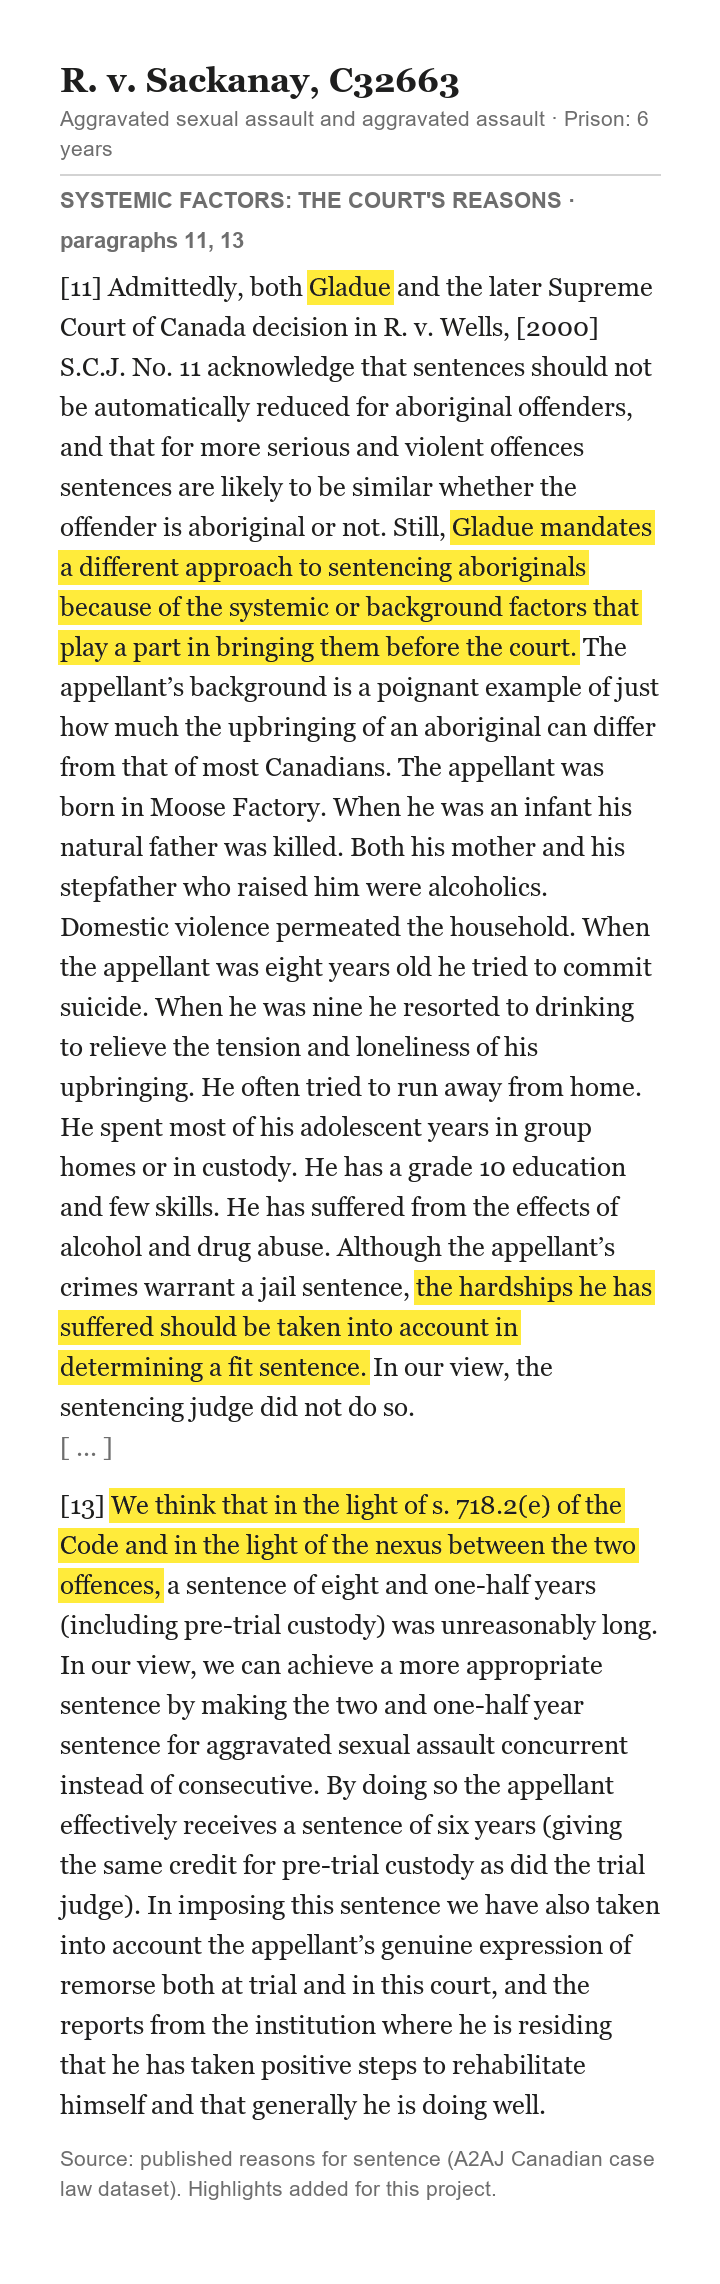 R. v. Sackanay, C32663
Aggravated sexual assault and aggravated assault · Prison: 6
years
SYSTEMIC FACTORS: THE COURT'S REASONS ·
paragraphs 11, 13
[11] Admittedly, both Gladue and the later Supreme
Court of Canada decision in R. v. Wells, [2000]
S.C.J. No. 11 acknowledge that sentences should not
be automatically reduced for aboriginal offenders,
and that for more serious and violent offences
sentences are likely to be similar whether the
offender is aboriginal or not. Still, Gladue mandates
a different approach to sentencing aboriginals
because of the systemic or background factors that
play a part in bringing them before the court. The
appellant’s background is a poignant example of just
how much the upbringing of an aboriginal can differ
from that of most Canadians. The appellant was
born in Moose Factory. When he was an infant his
natural father was killed. Both his mother and his
stepfather who raised him were alcoholics.
Domestic violence permeated the household. When
the appellant was eight years old he tried to commit
suicide. When he was nine he resorted to drinking
to relieve the tension and loneliness of his
upbringing. He often tried to run away from home.
He spent most of his adolescent years in group
homes or in custody. He has a grade 10 education
and few skills. He has suffered from the effects of
alcohol and drug abuse. Although the appellant’s
crimes warrant a jail sentence, the hardships he has
suffered should be taken into account in
determining a fit sentence. In our view, the
sentencing judge did not do so.
[ ... ]
[13] We think that in the light of s. 718.2(e) of the
Code and in the light of the nexus between the two
offences, a sentence of eight and one-half years
(including pre-trial custody) was unreasonably long.
In our view, we can achieve a more appropriate
sentence by making the two and one-half year
sentence for aggravated sexual assault concurrent
instead of consecutive. By doing so the appellant
effectively receives a sentence of six years (giving
the same credit for pre-trial custody as did the trial
judge). In imposing this sentence we have also taken
into account the appellant’s genuine expression of
remorse both at trial and in this court, and the
reports from the institution where he is residing
that he has taken positive steps to rehabilitate
himself and that generally he is doing well.
Source: published reasons for sentence (A2AJ Canadian case
law dataset). Highlights added for this project.